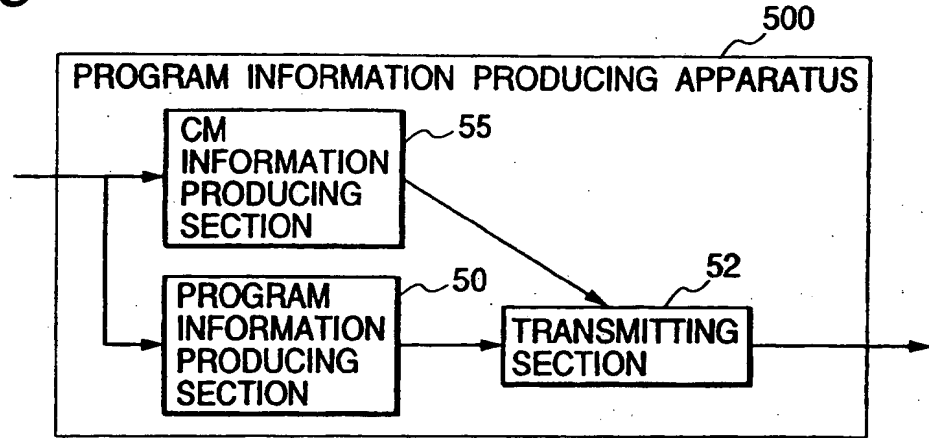 500
PROGRAM INFORMATION PRODUCING APPARATUS
CM
INFORMATION
PRODUCING
SECTION
55
PROGRAM
INFORMATION
PRODUCING
SECTION
50
52
TRANSMITTING
SECTION